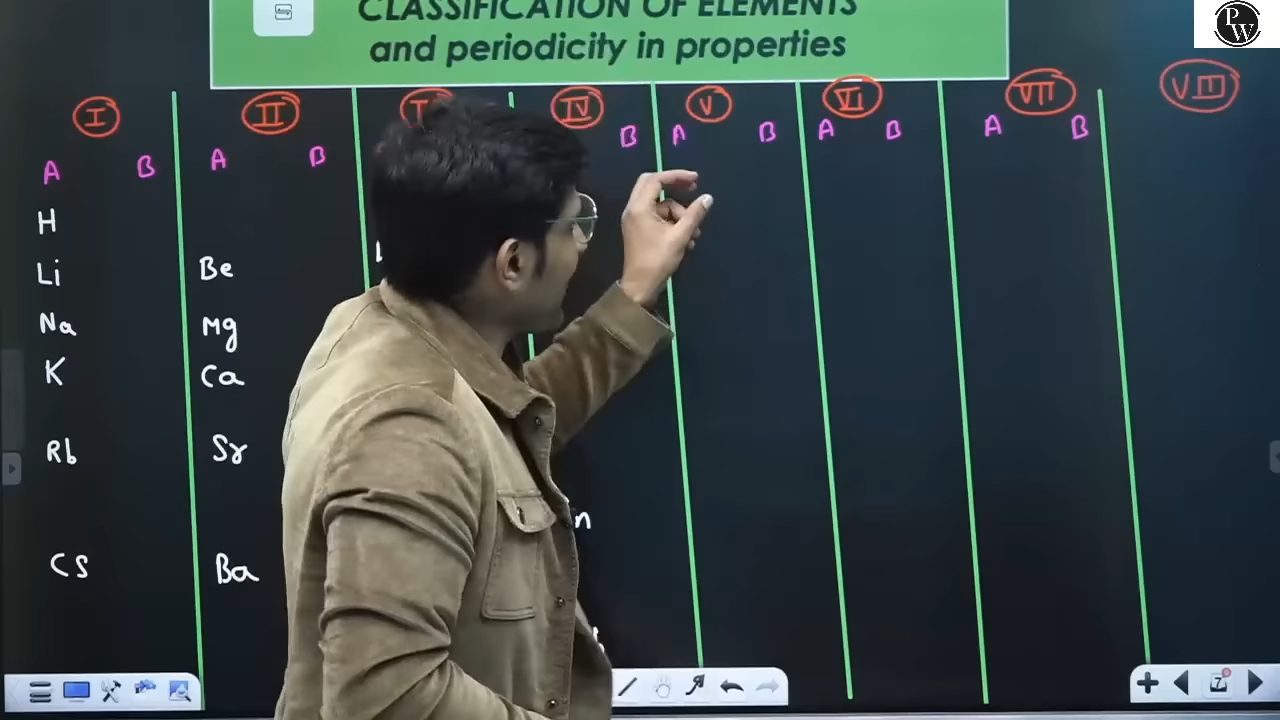 CLASSIFICATION OF ELEMENTS
and periodicity in properties
PW
I II IV V VI VII VIII
A B A B B A B A B A B
H
Li Be
Na Mg
K Ca
Rb Sr
Cs Ba